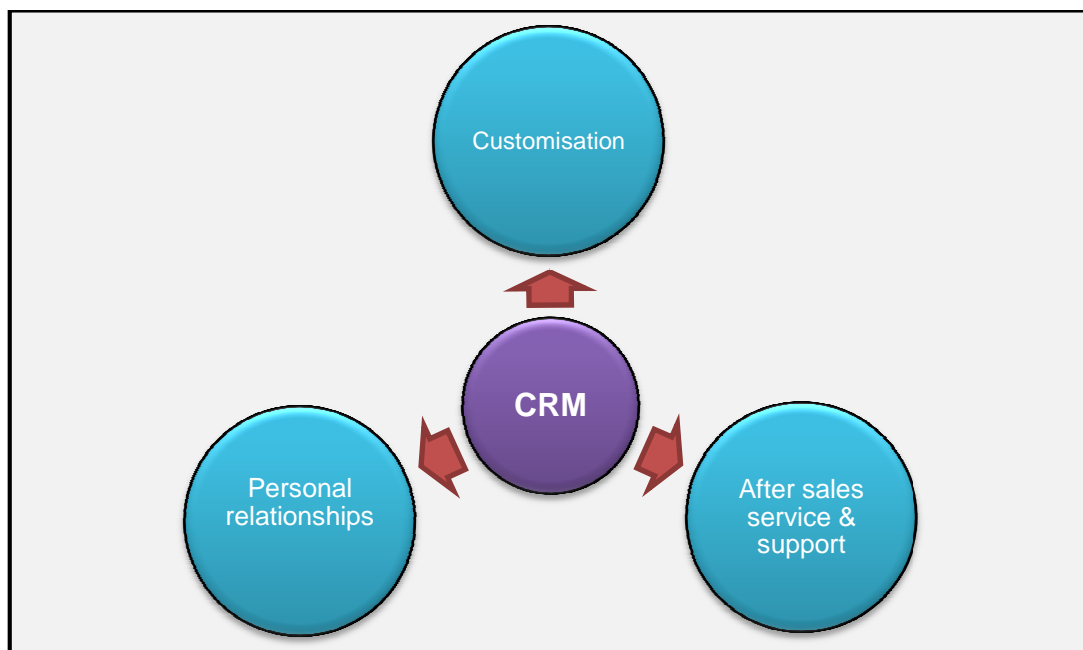 Customisation
CRM
Personal
relationships
After sales
service &
support